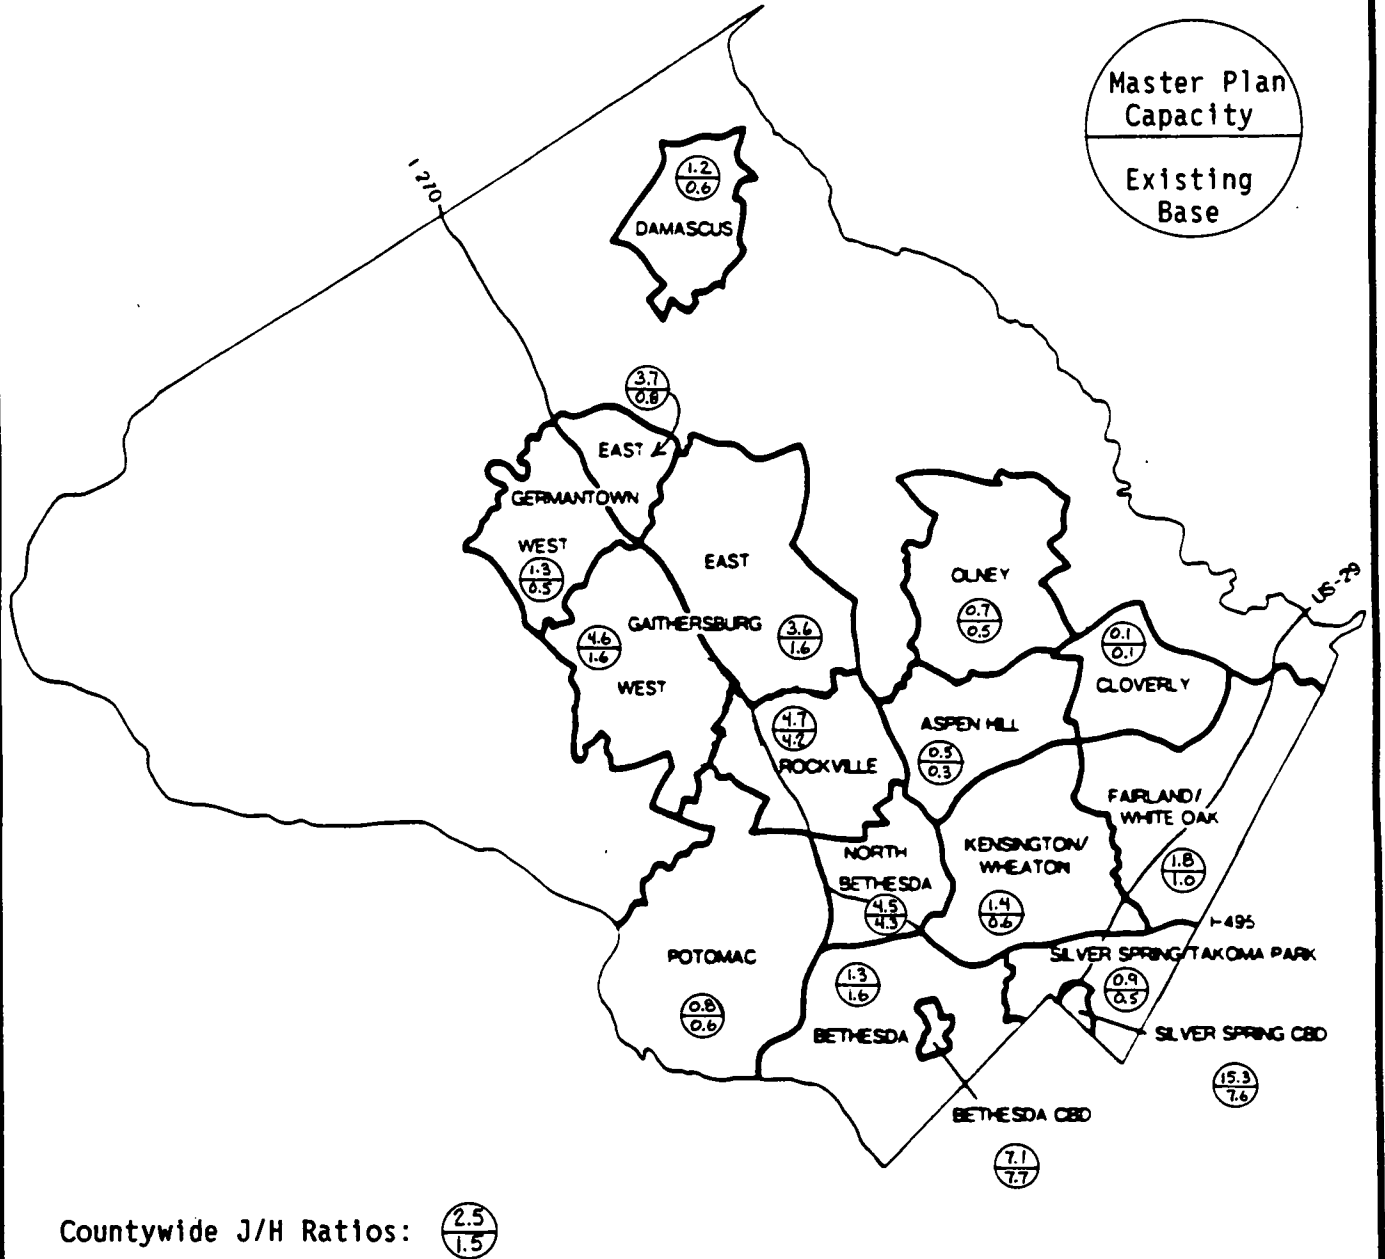 Master Plan
Capacity
Existing
Base
I 270
1.2
0.6
DAMASCUS
3.7
0.8
EAST
GERMANTOWN
WEST
1.3
0.5
EAST
GAITHERSBURG
3.6
1.6
4.6
1.6
WEST
OLNEY
0.7
0.5
US-29
0.1
0.1
CLOVERLY
4.7
4.2
ROCKVILLE
ASPEN HILL
0.5
0.3
FAIRLAND/
WHITE OAK
1.8
1.0
NORTH
BETHESDA
4.5
4.3
KENSINGTON/
WHEATON
1.4
0.6
I-495
POTOMAC
0.8
0.6
SILVER SPRING/TAKOMA PARK
0.9
0.5
1.3
1.6
BETHESDA
SILVER SPRING CBD
15.3
7.6
BETHESDA CBD
7.1
7.7
Countywide J/H Ratios:
2.5
1.5